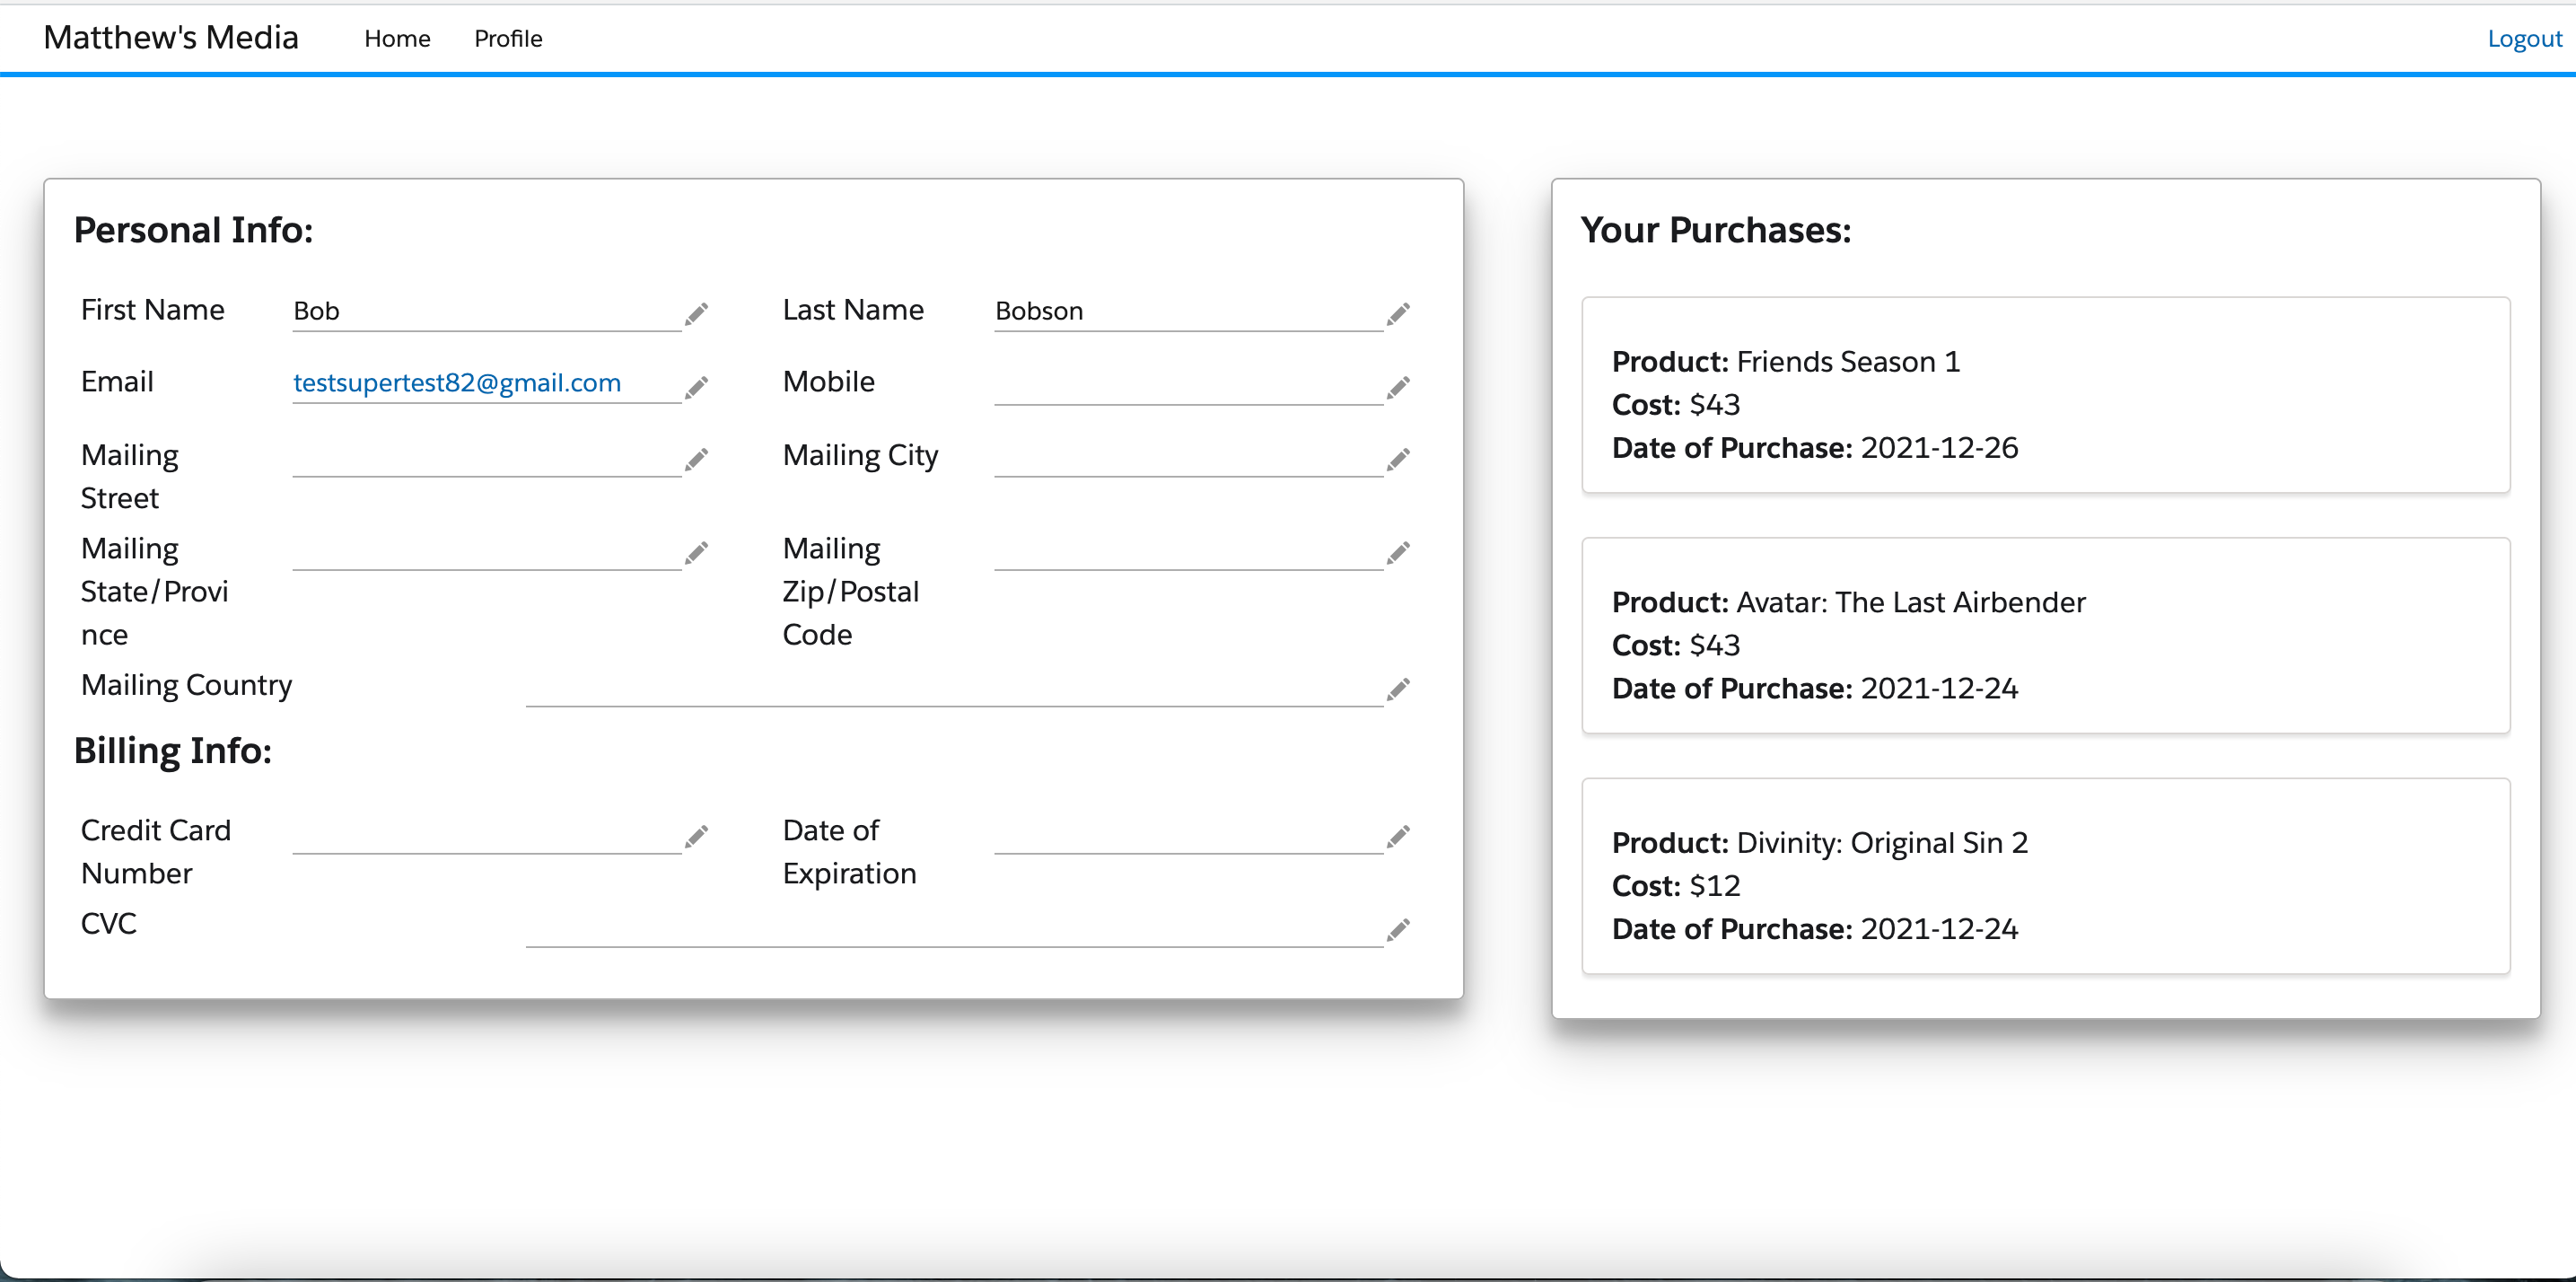 Matthew's Media Home Profile Logout
Personal Info:
First Name Bob Last Name Bobson
Email testsupertest82@gmail.com Mobile
Mailing Street Mailing City
Mailing State/Province Mailing Zip/Postal Code
Mailing Country
Billing Info:
Credit Card Number Date of Expiration
CVC
Your Purchases:
Product: Friends Season 1
Cost: $43
Date of Purchase: 2021-12-26
Product: Avatar: The Last Airbender
Cost: $43
Date of Purchase: 2021-12-24
Product: Divinity: Original Sin 2
Cost: $12
Date of Purchase: 2021-12-24